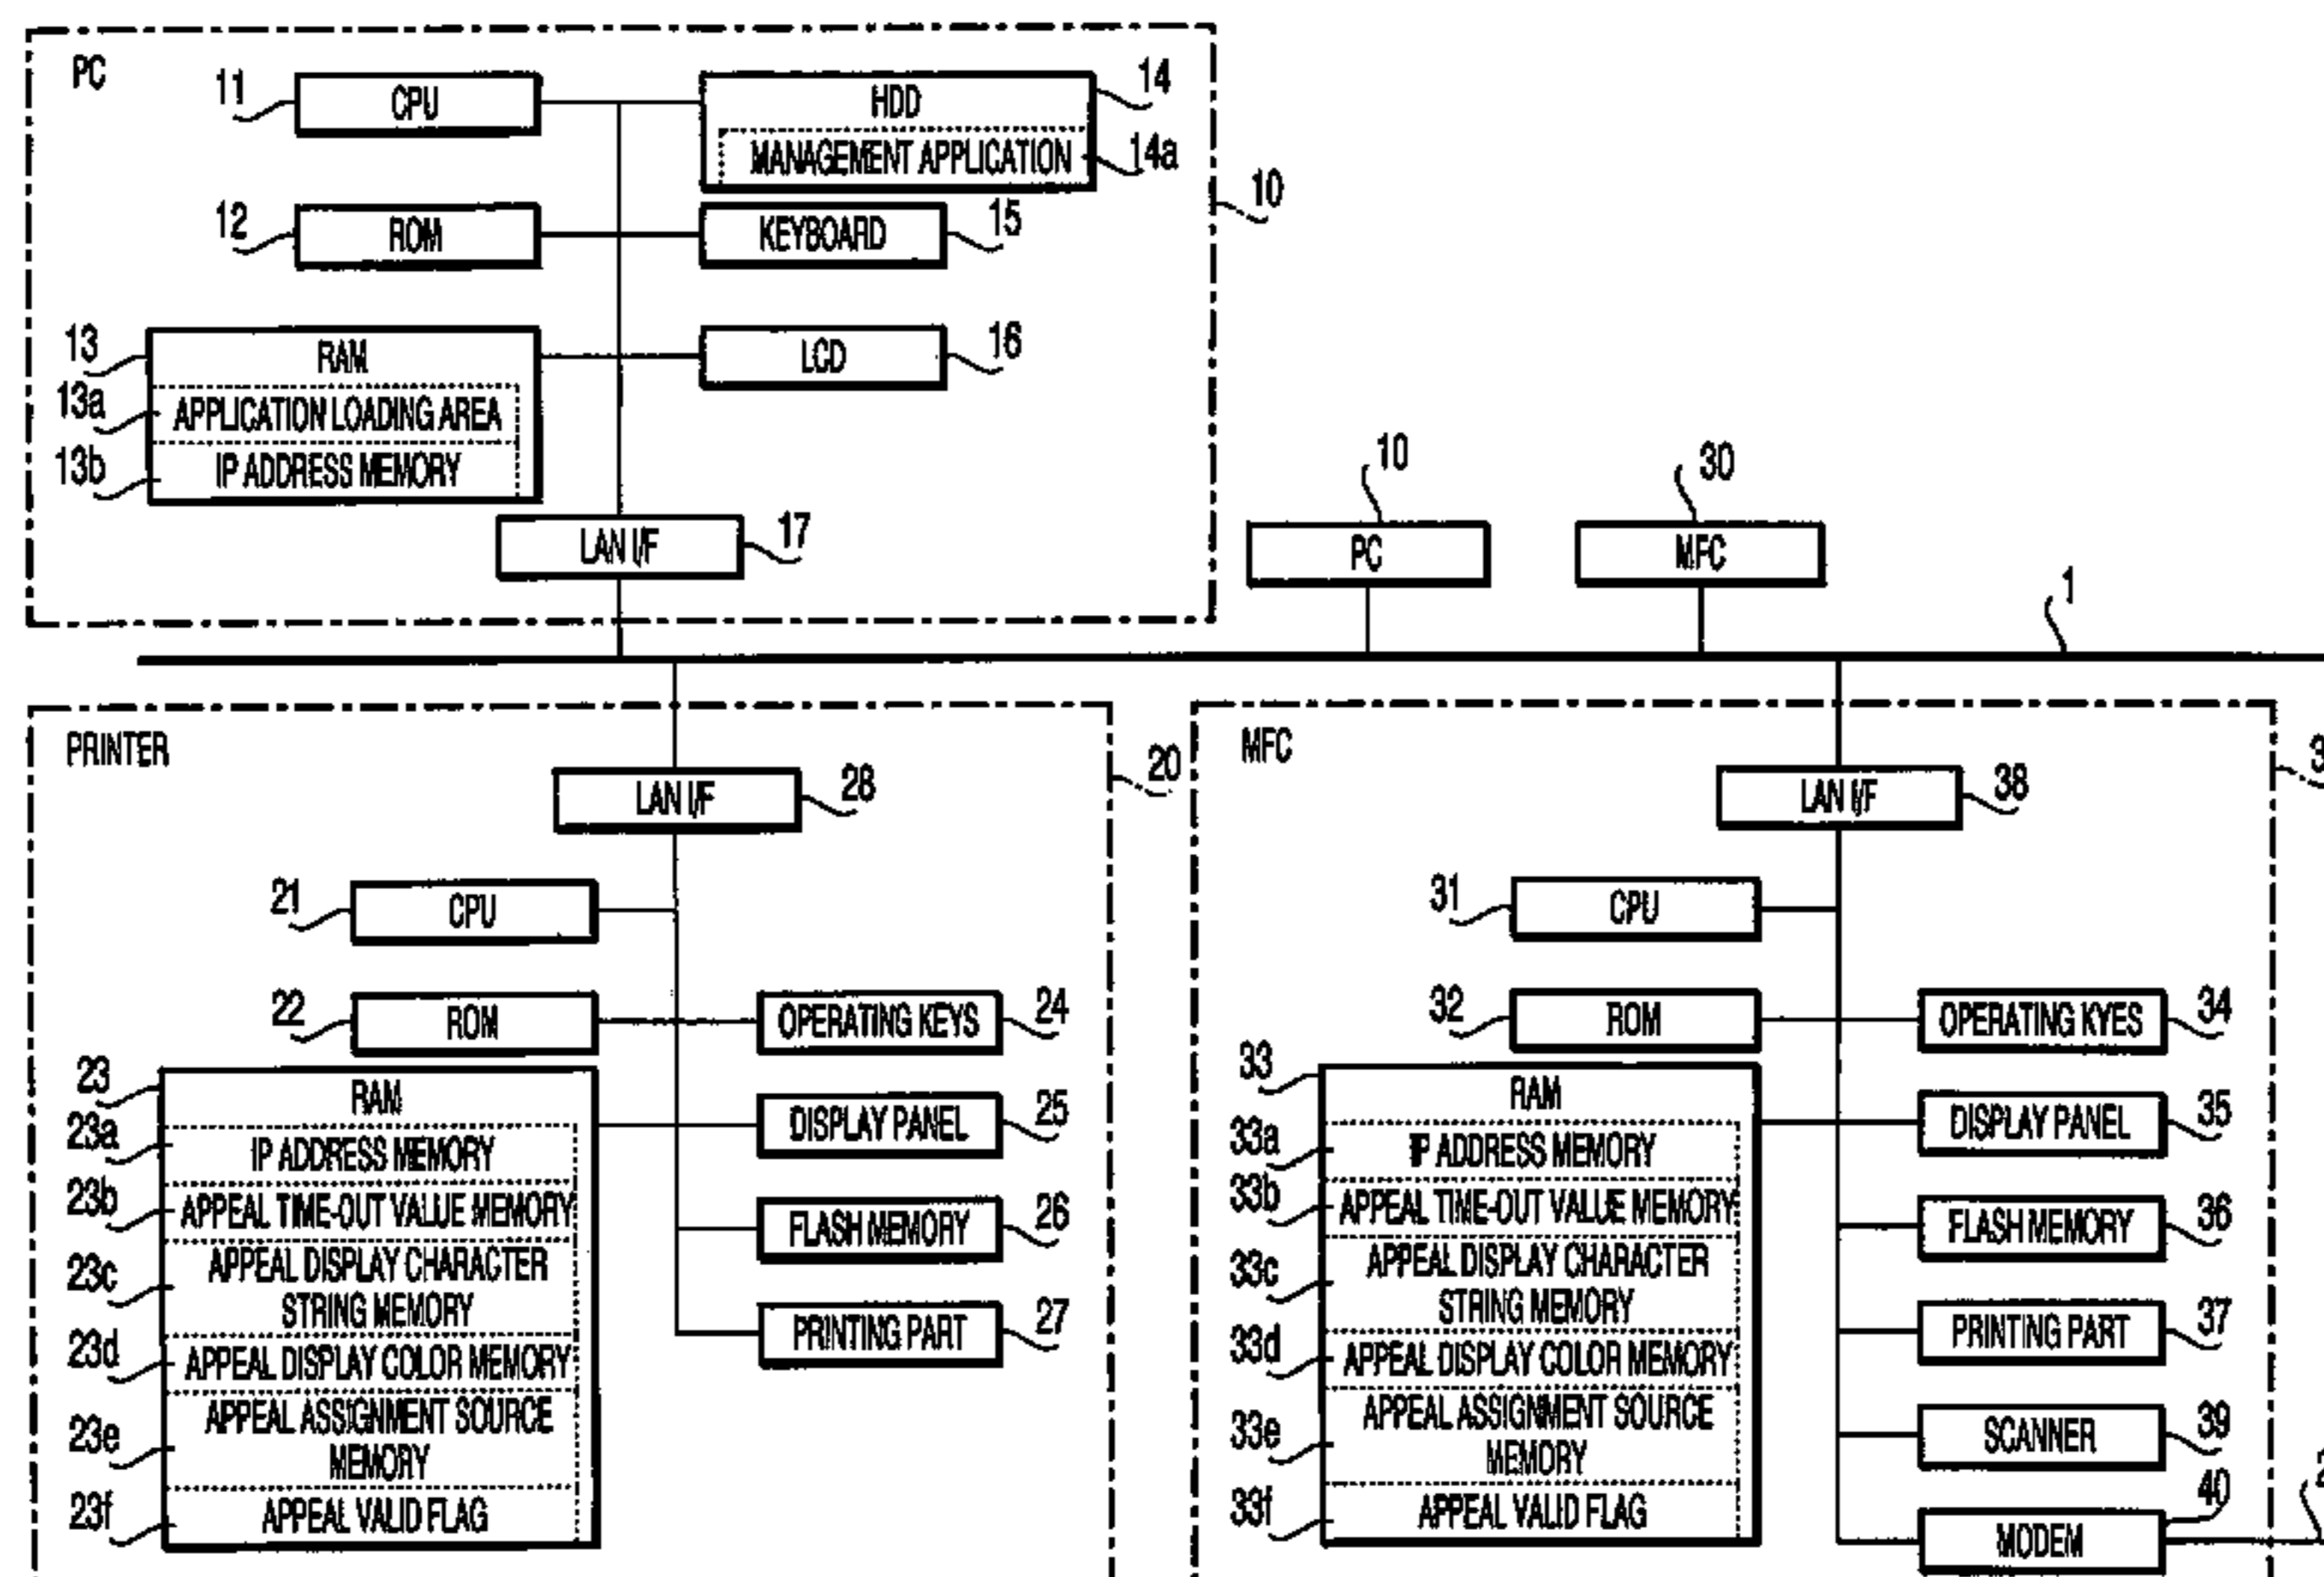 PC
11
CPU
HDD
14
MANAGEMENT APPLICATION
14a
10
12
ROM
KEYBOARD
15
13
RAM
LCD
16
13a
APPLICATION LOADING AREA
13b
IP ADDRESS MEMORY
LAN I/F
17
10
PC
30
MFC
1
PRINTER
20
LAN I/F
28
21
CPU
22
ROM
OPERATING KEYS
24
23
RAM
DISPLAY PANEL
25
23a
IP ADDRESS MEMORY
23b
APPEAL TIME-OUT VALUE MEMORY
FLASH MEMORY
26
23c
APPEAL DISPLAY CHARACTER
STRING MEMORY
PRINTING PART
27
23d
APPEAL DISPLAY COLOR MEMORY
23e
APPEAL ASSIGNMENT SOURCE
MEMORY
23f
APPEAL VALID FLAG
MFC
LAN I/F
38
31
CPU
32
ROM
OPERATING KYES
34
33
RAM
DISPLAY PANEL
35
33a
IP ADDRESS MEMORY
33b
APPEAL TIME-OUT VALUE MEMORY
FLASH MEMORY
36
33c
APPEAL DISPLAY CHARACTER
STRING MEMORY
PRINTING PART
37
33d
APPEAL DISPLAY COLOR MEMORY
33e
APPEAL ASSIGNMENT SOURCE
MEMORY
SCANNER
39
33f
APPEAL VALID FLAG
MODEM
40